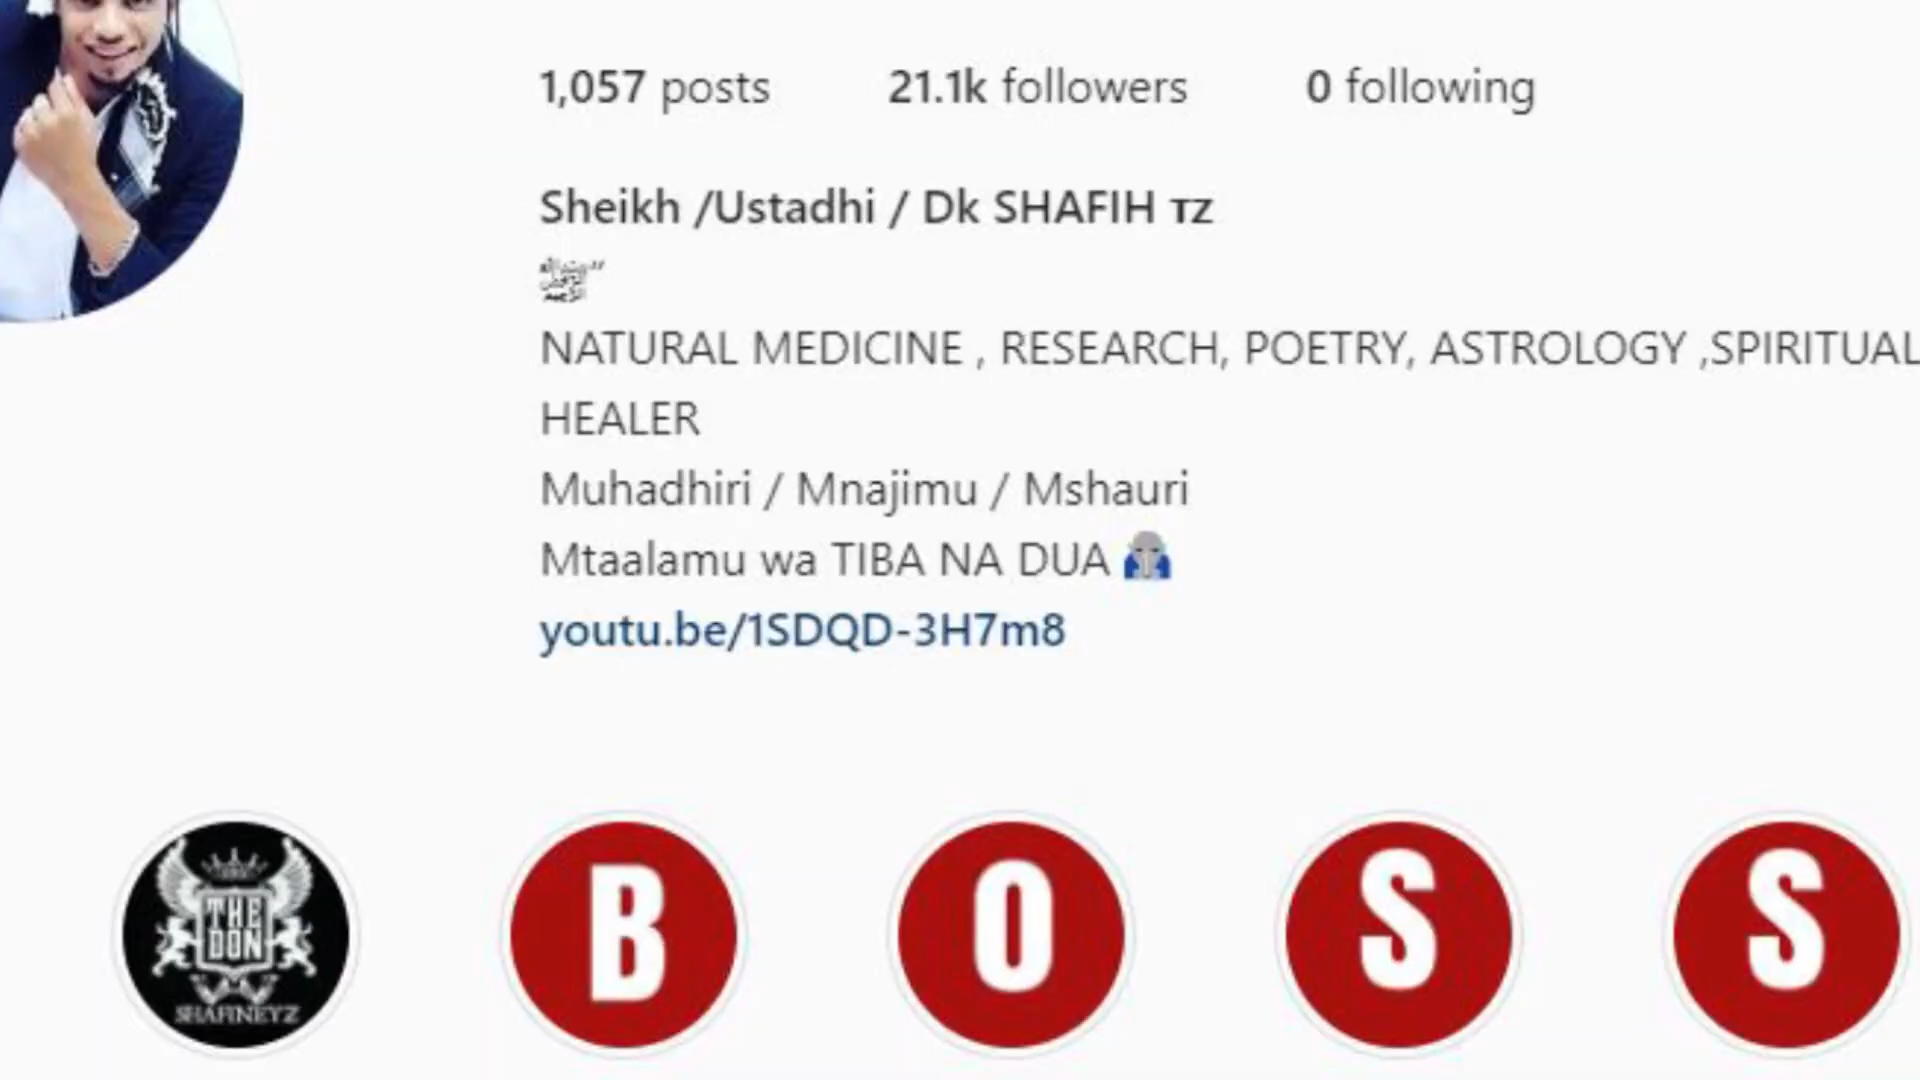 1,057 posts 21.1k followers 0 following
Sheikh /Ustadhi / Dk SHAFIH TZ
﷽”
NATURAL MEDICINE , RESEARCH, POETRY, ASTROLOGY ,SPIRITUAL
HEALER
Muhadhiri / Mnajimu / Mshauri
Mtaalamu wa TIBA NA DUA
youtu.be/1SDQD-3H7m8
THE
DON
SHAFINEYZ
B O S S